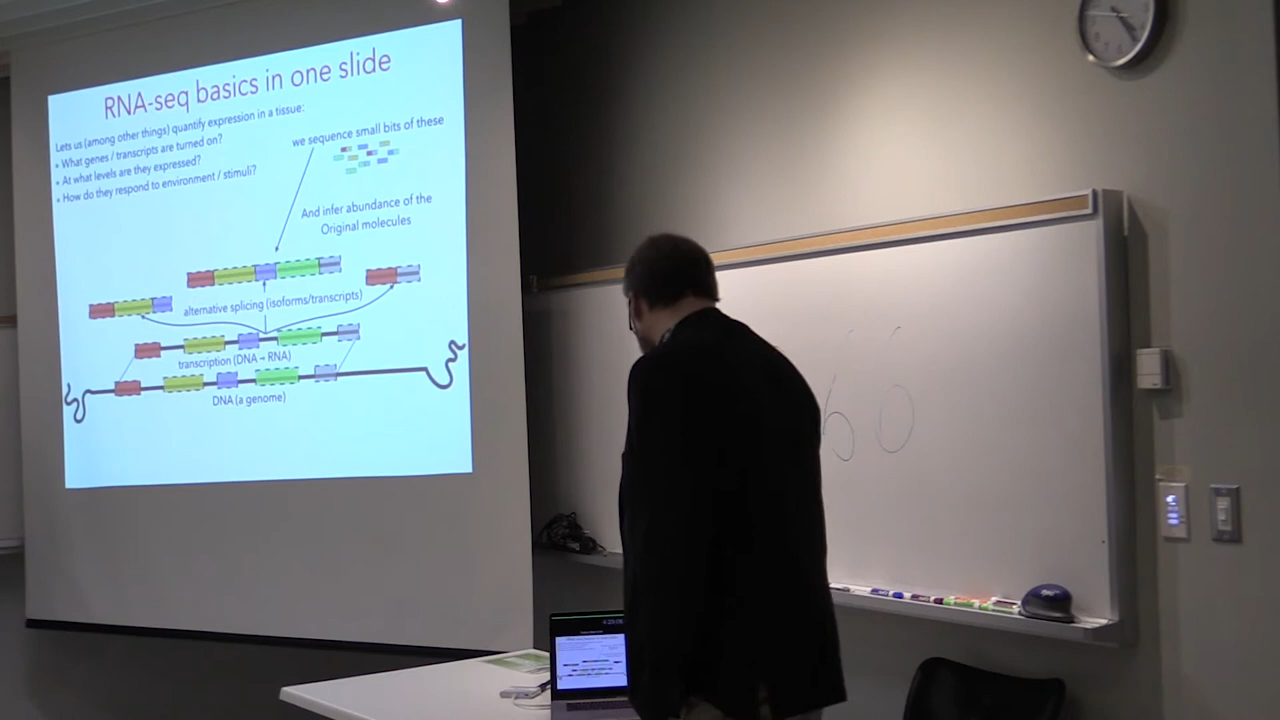 RNA-seq basics in one slide
Lets us (among other things) quantify expression in a tissue:
• What genes / transcripts are turned on?
• At what levels are they expressed?
• How do they respond to environment / stimuli?
we sequence small bits of these
And infer abundance of the
Original molecules
alternative splicing (isoforms/transcripts)
transcription (DNA → RNA)
DNA (a genome)
60